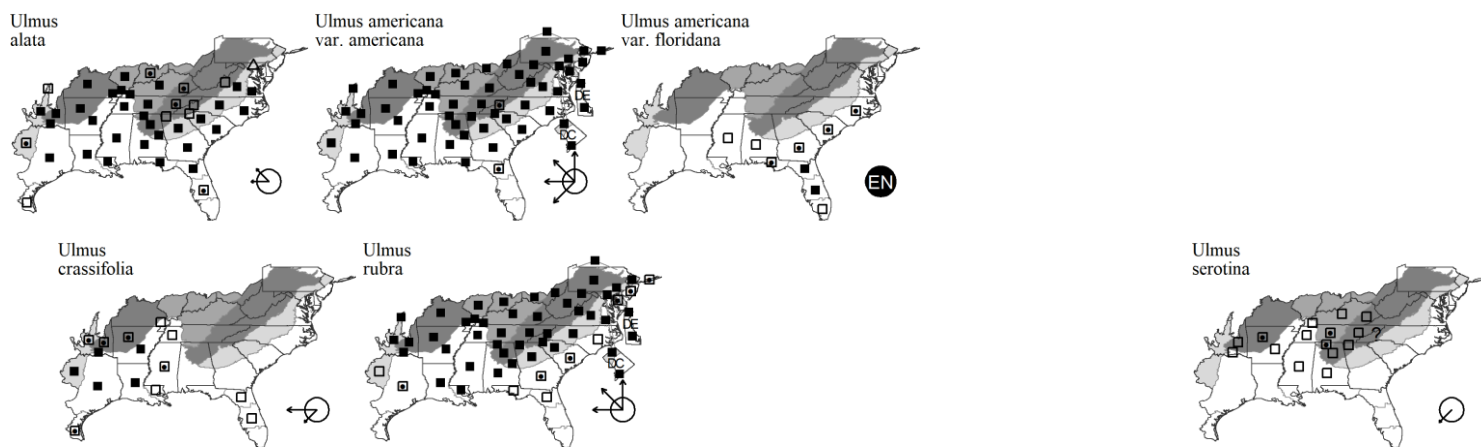 Ulmus
alata
Ulmus americana
var. americana
DE
DC
Ulmus americana
var. floridana
EN
Ulmus
crassifolia
Ulmus
rubra
DE
DC
Ulmus
serotina
?